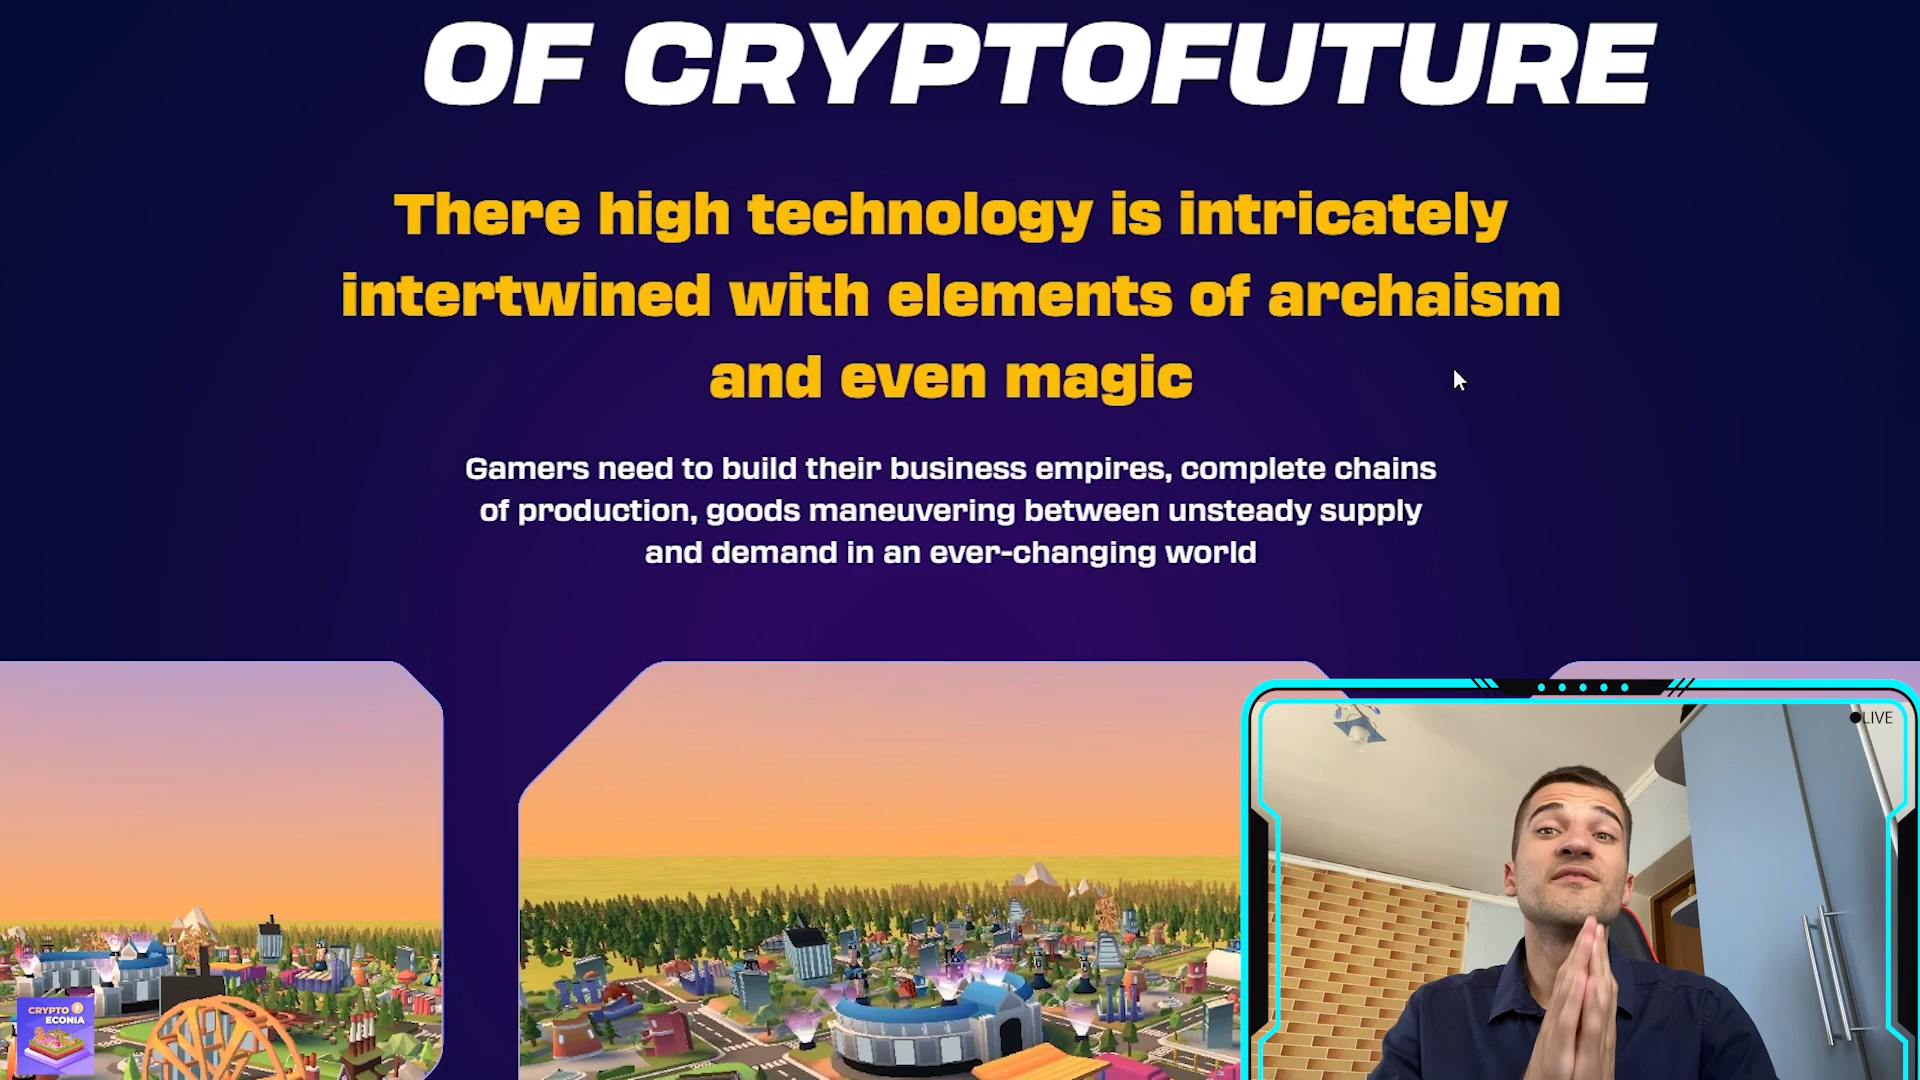 OF CRYPTOFUTURE
There high technology is intricately
intertwined with elements of archaism
and even magic
Gamers need to build their business empires, complete chains
of production, goods maneuvering between unsteady supply
and demand in an ever-changing world
LIVE
CRYPTO
ECONIA